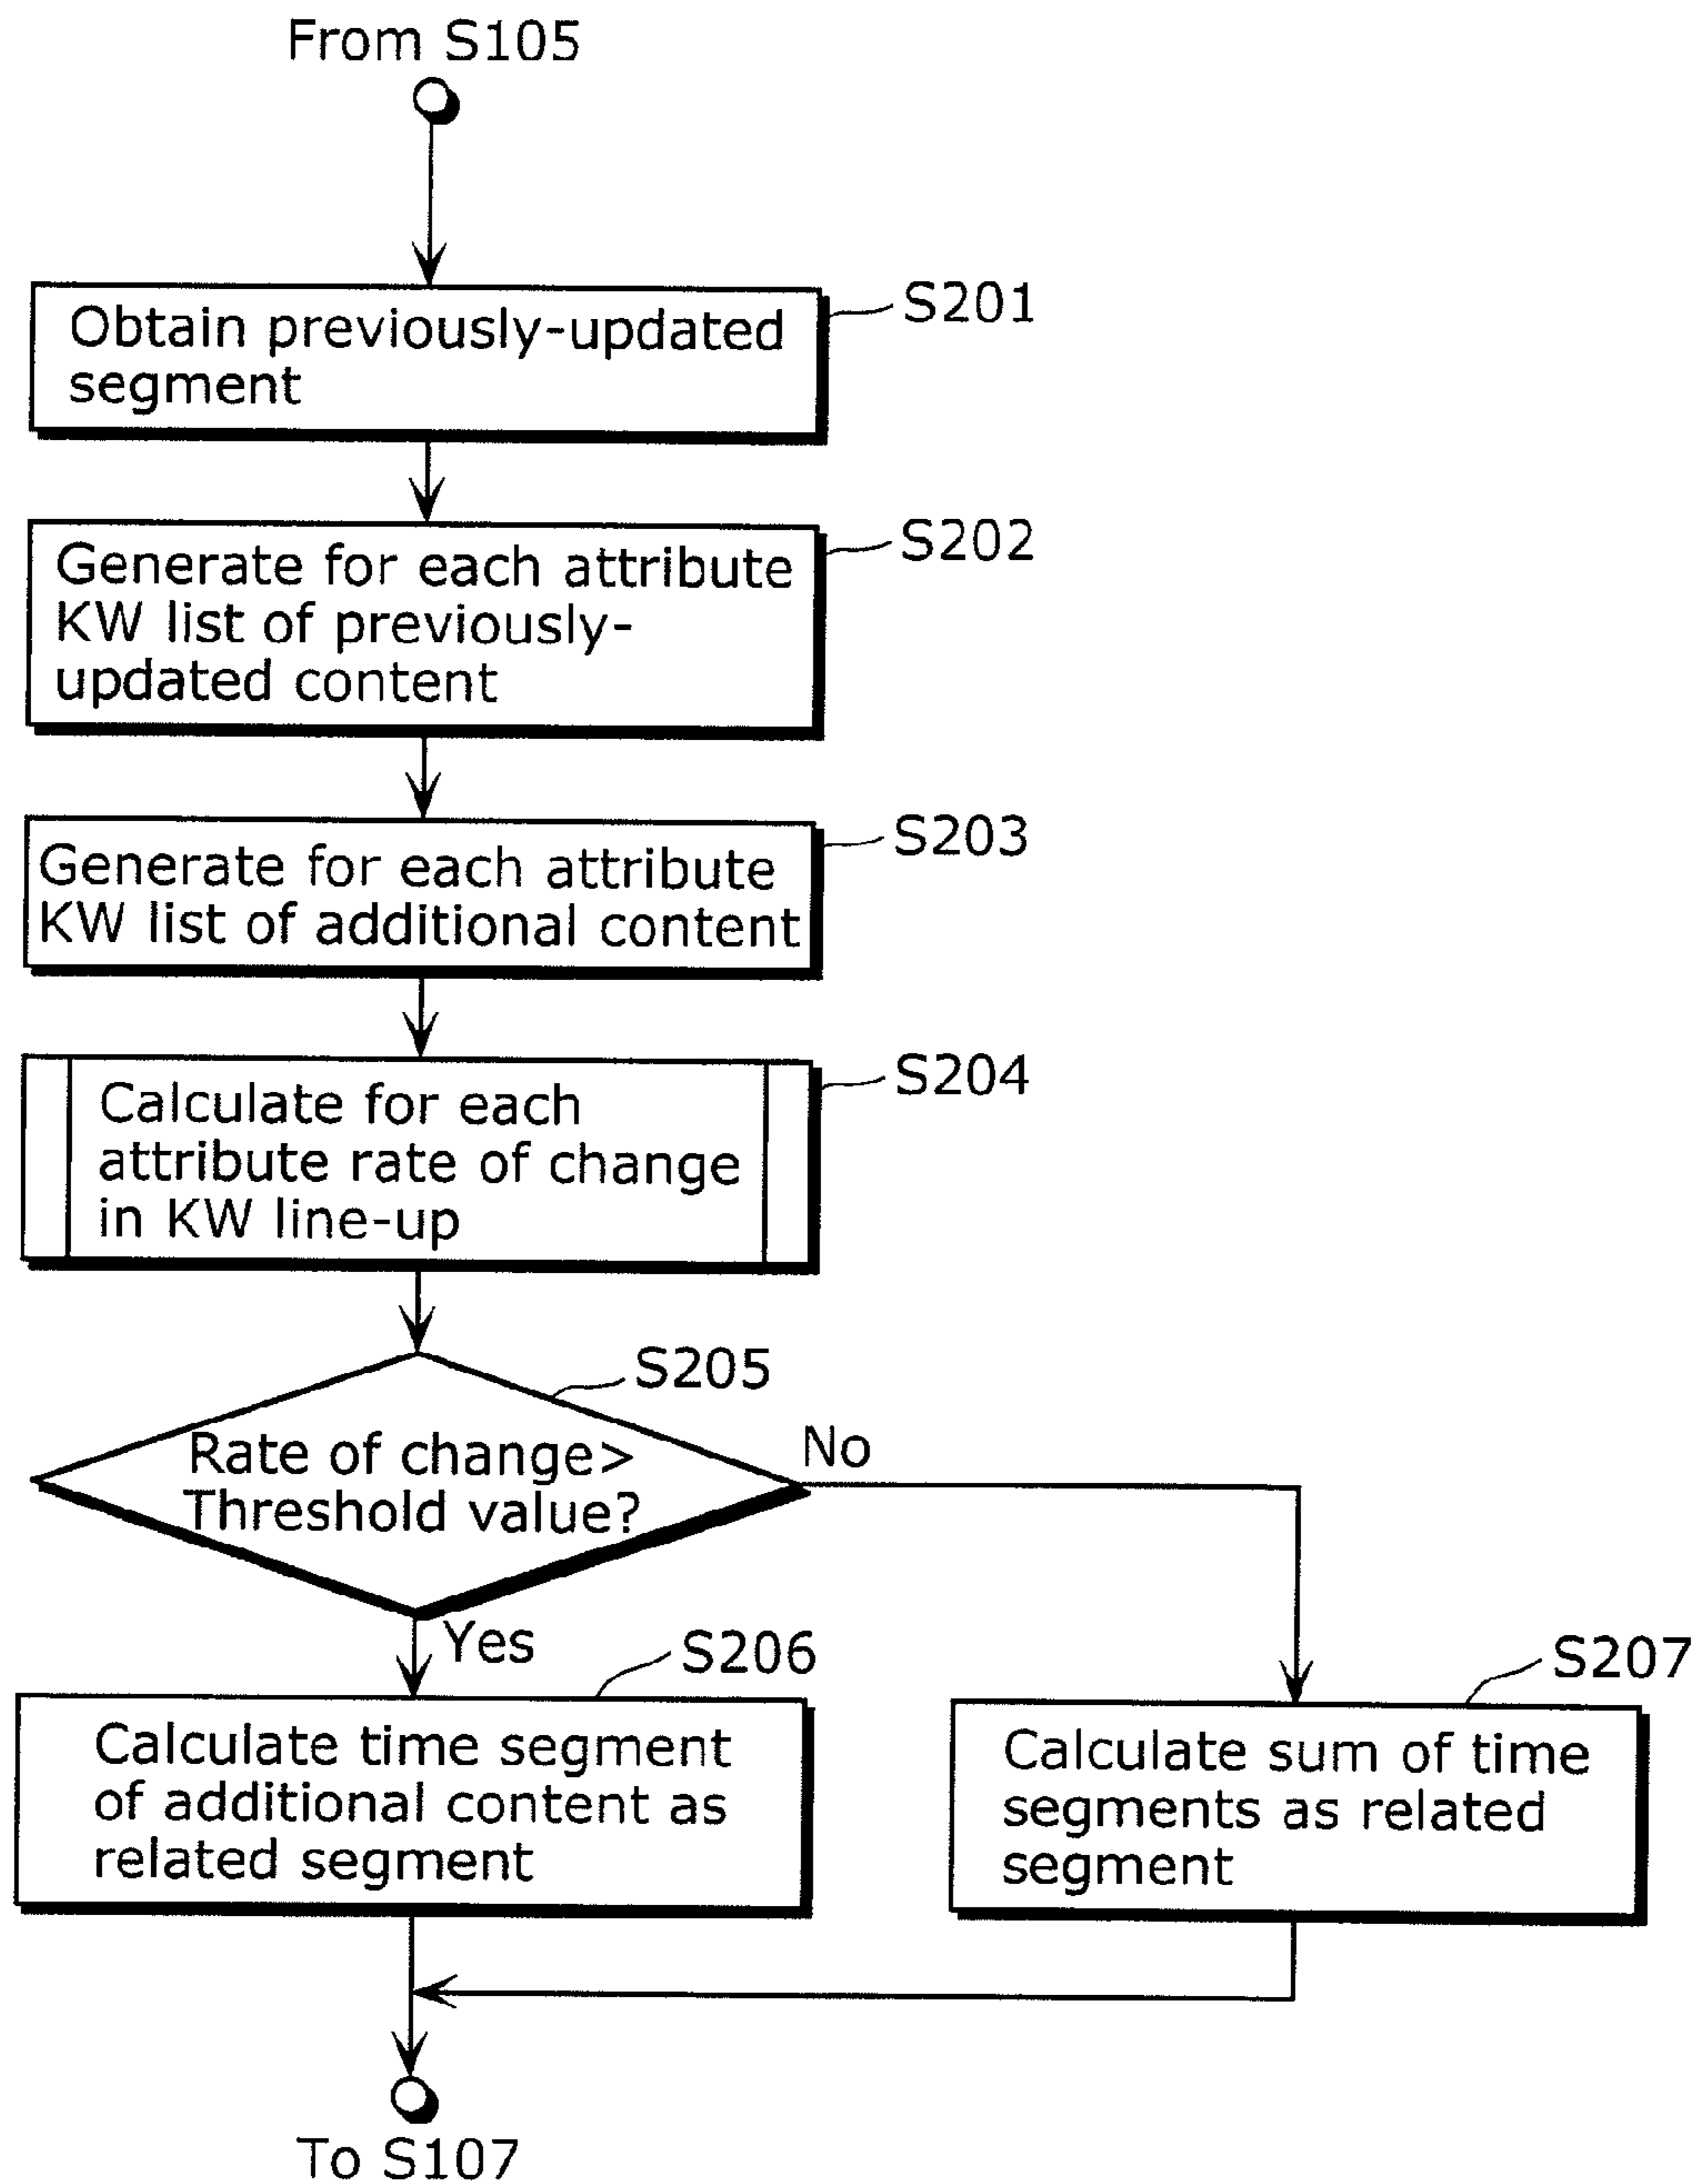 From S105
Obtain previously-updated
segment
S201
Generate for each attribute
KW list of previously-
updated content
S202
Generate for each attribute
KW list of additional content
S203
Calculate for each
attribute rate of change
in KW line-up
S204
S205
Rate of change>
Threshold value?
No
Yes
S206
Calculate time segment
of additional content as
related segment
S207
Calculate sum of time
segments as related
segment
To S107